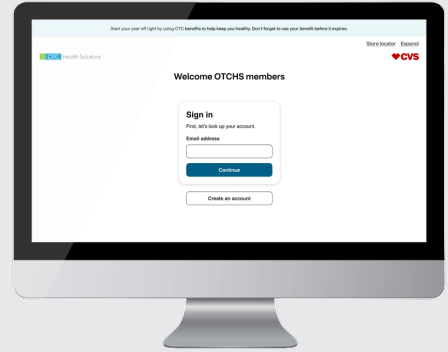 Start your year off right by using OTC benefits to help keep you healthy. Don't forget to use your benefit before it expires.
Store locator Espanol
OTC Health Solutions
CVS
Welcome OTCHS members
Sign in
First, let's look up your account.
Email address
Continue
Create an account